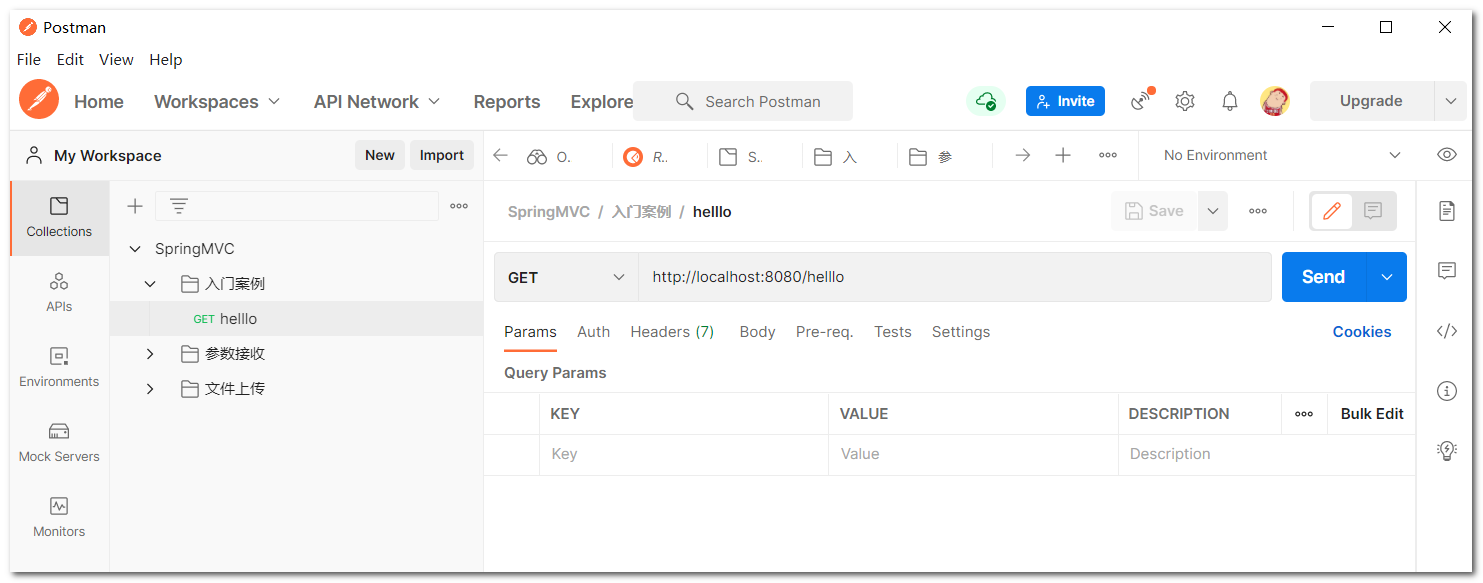 Postman
File Edit View Help
Home Workspaces API Network Reports Explore Search Postman Invite Upgrade
My Workspace New Import O. R.. S.. 入 参 No Environment
Collections
APIs
Environments
Mock Servers
Monitors
SpringMVC
入门案例
GET helllo
参数接收
文件上传
SpringMVC / 入门案例 / helllo Save
GET http://localhost:8080/helllo Send
Params Auth Headers (7) Body Pre-req. Tests Settings Cookies
Query Params
KEY VALUE DESCRIPTION Bulk Edit
Key Value Description